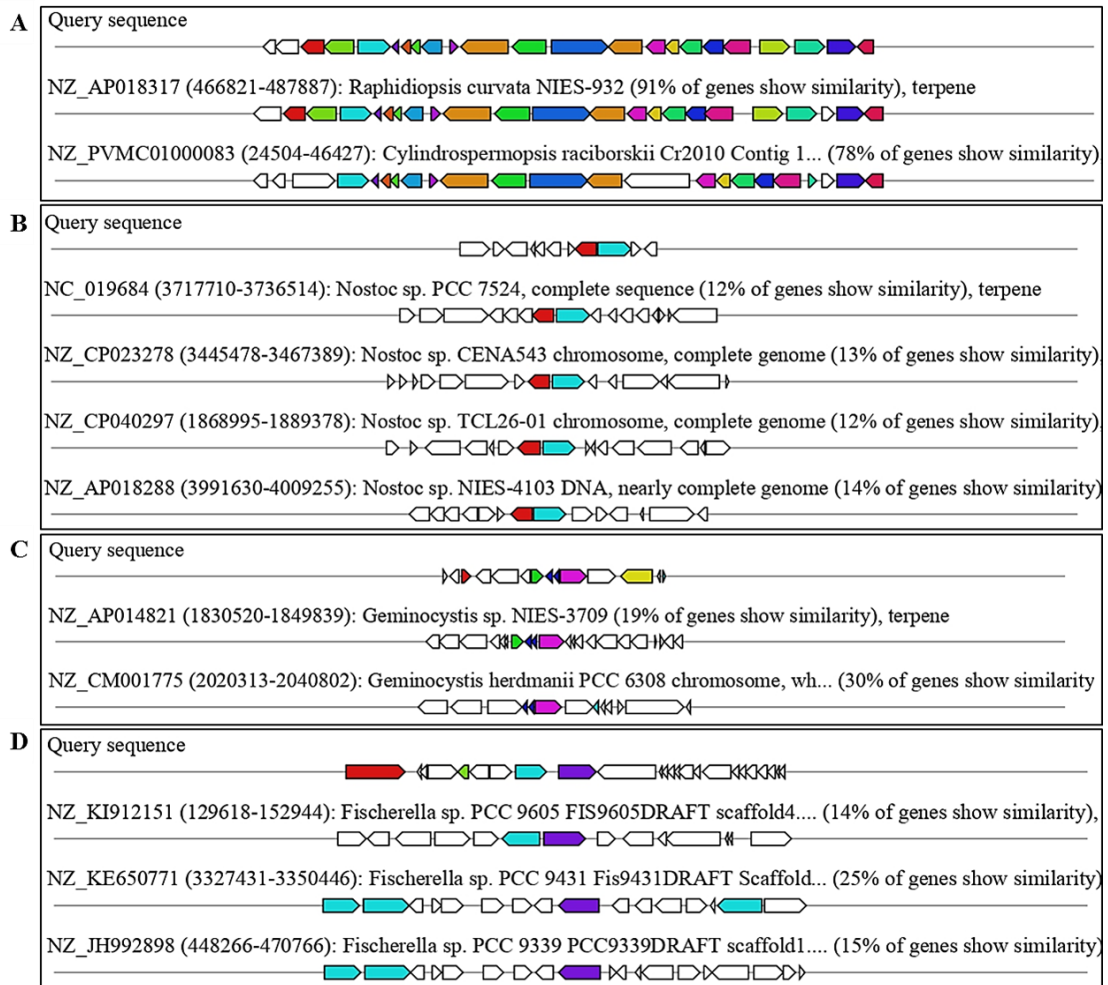 A
Query sequence
NZ_AP018317 (466821-487887): Raphidiopsis curvata NIES-932 (91% of genes show similarity), terpene
NZ_PVMC01000083 (24504-46427): Cylindrospermopsis raciborskii Cr2010 Contig 1... (78% of genes show similarity)
B
Query sequence
NC_019684 (3717710-3736514): Nostoc sp. PCC 7524, complete sequence (12% of genes show similarity), terpene
NZ_CP023278 (3445478-3467389): Nostoc sp. CENA543 chromosome, complete genome (13% of genes show similarity),
NZ_CP040297 (1868995-1889378): Nostoc sp. TCL26-01 chromosome, complete genome (12% of genes show similarity)
NZ_AP018288 (3991630-4009255): Nostoc sp. NIES-4103 DNA, nearly complete genome (14% of genes show similarity)
C
Query sequence
NZ_AP014821 (1830520-1849839): Geminocystis sp. NIES-3709 (19% of genes show similarity), terpene
NZ_CM001775 (2020313-2040802): Geminocystis herdmanii PCC 6308 chromosome, wh... (30% of genes show similarity
D
Query sequence
NZ_KI912151 (129618-152944): Fischerella sp. PCC 9605 FIS9605DRAFT scaffold4.... (14% of genes show similarity),
NZ_KE650771 (3327431-3350446): Fischerella sp. PCC 9431 Fis9431DRAFT Scaffold... (25% of genes show similarity)
NZ_JH992898 (448266-470766): Fischerella sp. PCC 9339 PCC9339DRAFT scaffold1.... (15% of genes show similarity)